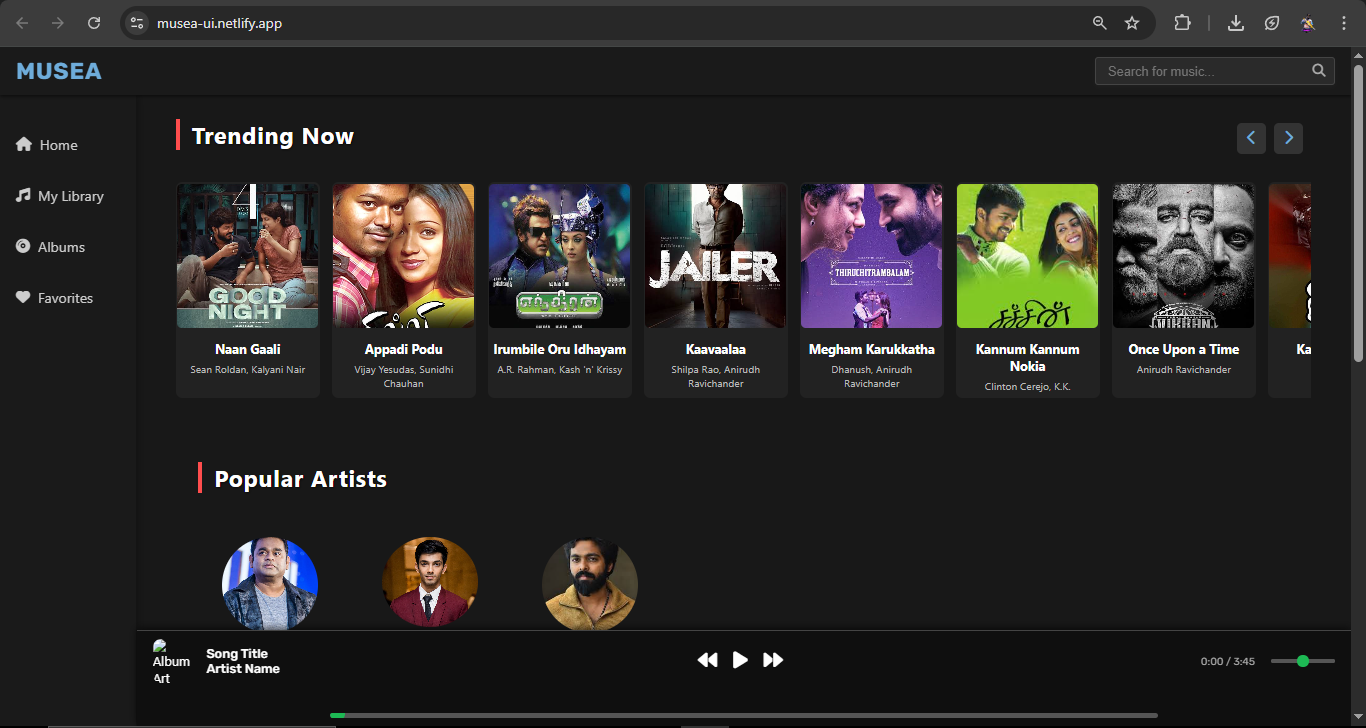 musea-ui.netlify.app
MUSEA
Search for music...
Home
My Library
Albums
Favorites
Trending Now
4
GOOD
NIGHT
JAILER
THIRUCHITRAMBALAM
சச்சின்
VIKRAM
Naan Gaali
Sean Roldan, Kalyani Nair
Appadi Podu
Vijay Yesudas, Sunidhi
Chauhan
Irumbile Oru Idhayam
A.R. Rahman, Kash 'n' Krissy
Kaavaalaa
Shilpa Rao, Anirudh
Ravichander
Megham Karukkatha
Dhanush, Anirudh
Ravichander
Kannum Kannum
Nokia
Clinton Cerejo, K.K.
Once Upon a Time
Anirudh Ravichander
Ka
Popular Artists
Album
Art
Song Title
Artist Name
0:00 / 3:45